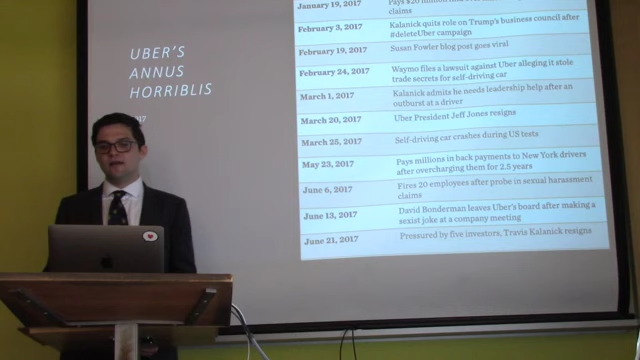 UBER'S
ANNUS
HORRIBLIS
2017
January 19, 2017 Pays $20 million
claims
February 3, 2017 Kalanick quits role on Trump's business council after
#deleteUber campaign
February 19, 2017 Susan Fowler blog post goes viral
February 24, 2017 Waymo files a lawsuit against Uber alleging it stole
trade secrets for self-driving car
March 1, 2017 Kalanick admits he needs leadership help after an
outburst at a driver
March 20, 2017 Uber President Jeff Jones resigns
March 25, 2017 Self-driving car crashes during US tests
May 23, 2017 Pays millions in back payments to New York drivers
after overcharging them for 2.5 years
June 6, 2017 Fires 20 employees after probe in sexual harassment
claims
June 13, 2017 David Bonderman leaves Uber's board after making a
sexist joke at a company meeting
June 21, 2017 Pressured by five investors, Travis Kalanick resigns